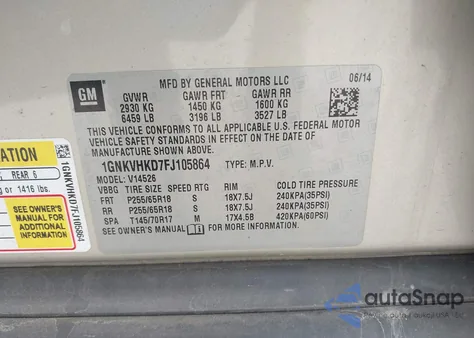 GM
MFD BY GENERAL MOTORS LLC 06/14
GVWR GAWR FRT GAWR RR
2930 KG 1450 KG 1600 KG
6459 LB 3196 LB 3527 LB
THIS VEHICLE CONFORMS TO ALL APPLICABLE U.S. FEDERAL MOTOR
VEHICLE SAFETY STANDARDS IN EFFECT ON THE DATE OF
MANUFACTURE SHOWN ABOVE.
1GNKVHKD7FJ105864 TYPE: M.P.V.
MODEL: V14526
VBBG TIRE SIZE SPEED RTG RIM COLD TIRE PRESSURE
FRT P255/65R18 S 18X7.5J 240KPA(35PSI)
RR P255/65R18 S 18X7.5J 240KPA(35PSI)
SPA T145/70R17 M 17X4.5B 420KPA(60PSI)
SEE OWNER'S MANUAL FOR MORE INFORMATION.
ATION
REAR 6
or 1416 lbs.
SEE OWNER'S
MANUAL FOR
ADDITIONAL
INFORMATION
1GNKVHKD7FJ105864
autoSnap